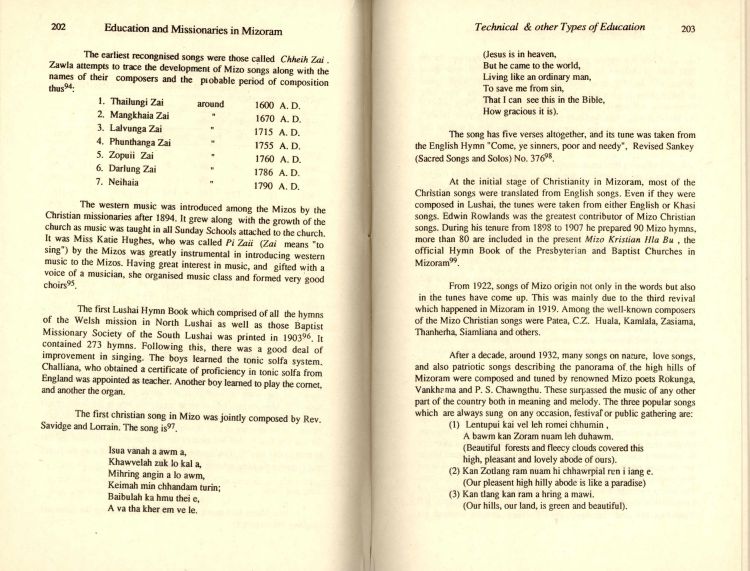 202 Education and Missionaries in Mizoram
The earliest recongnised songs were those called Chheih Zai .
Zawla attempts to trace the development of Mizo songs along with the
names of their composers and the probable period of composition
thus94:
1. Thailungi Zai around 1600 A. D.
2. Mangkhaia Zai " 1670 A. D.
3. Lalvunga Zai " 1715 A. D.
4. Phunthanga Zai " 1755 A. D.
5. Zopuii Zai " 1760 A. D.
6. Darlung Zai " 1786 A. D.
7. Neihaia " 1790 A. D.
The western music was introduced among the Mizos by the
Christian missionaries after 1894. It grew along with the growth of the
church as music was taught in all Sunday Schools attached to the church.
It was Miss Katie Hughes, who was called Pi Zaii (Zai means "to
sing") by the Mizos was greatly instrumental in introducing western
music to the Mizos. Having great interest in music, and gifted with a
voice of a musician, she organised music class and formed very good
choirs95.
The first Lushai Hymn Book which comprised of all the hymns
of the Welsh mission in North Lushai as well as those Baptist
Missionary Society of the South Lushai was printed in 190396. It
contained 273 hymns. Following this, there was a good deal of
improvement in singing. The boys learned the tonic solfa system.
Challiana, who obtained a certificate of proficiency in tonic solfa from
England was appointed as teacher. Another boy learned to play the cornet,
and another the organ.
The first christian song in Mizo was jointly composed by Rev.
Savidge and Lorrain. The song is97.
Isua vanah a awm a,
Khawvelah zuk lo kal a,
Mihring angin a lo awm,
Keimah min chhandam turin;
Baibulah ka hmu thei e,
A va tha kher em ve le.
Technical & other Types of Education 203
(Jesus is in heaven,
But he came to the world,
Living like an ordinary man,
To save me from sin,
That I can see this in the Bible,
How gracious it is).
The song has five verses altogether, and its tune was taken from
the English Hymn "Come, ye sinners, poor and needy", Revised Sankey
(Sacred Songs and Solos) No. 37698.
At the initial stage of Christianity in Mizoram, most of the
Christian songs were translated from English songs. Even if they were
composed in Lushai, the tunes were taken from either English or Khasi
songs. Edwin Rowlands was the greatest contributor of Mizo Christian
songs. During his tenure from 1898 to 1907 he prepared 90 Mizo hymns,
more than 80 are included in the present Mizo Kristian Hla Bu , the
official Hymn Book of the Presbyterian and Baptist Churches in
Mizoram99.
From 1922, songs of Mizo origin not only in the words but also
in the tunes have come up. This was mainly due to the third revival
which happened in Mizoram in 1919. Among the well-known composers
of the Mizo Christian songs were Patea, C.Z. Huala, Kamlala, Zasiama,
Thanherha, Siamliana and others.
After a decade, around 1932, many songs on nature, love songs,
and also patriotic songs describing the panorama of the high hills of
Mizoram were composed and tuned by renowned Mizo poets Rokunga,
Vankhama and P. S. Chawngthu. These surpassed the music of any other
part of the country both in meaning and melody. The three popular songs
which are always sung on any occasion, festival or public gathering are:
(1) Lentupui kai vel leh romei chhumin ,
A bawm kan Zoram nuam leh duhawm.
(Beautiful forests and fleecy clouds covered this
high, pleasant and lovely abode of ours).
(2) Kan Zotlang ram nuam hi chhawrpial ren i iang e.
(Our pleasent high hilly abode is like a paradise)
(3) Kan tlang kan ram a hring a mawi.
(Our hills, our land, is green and beautiful).